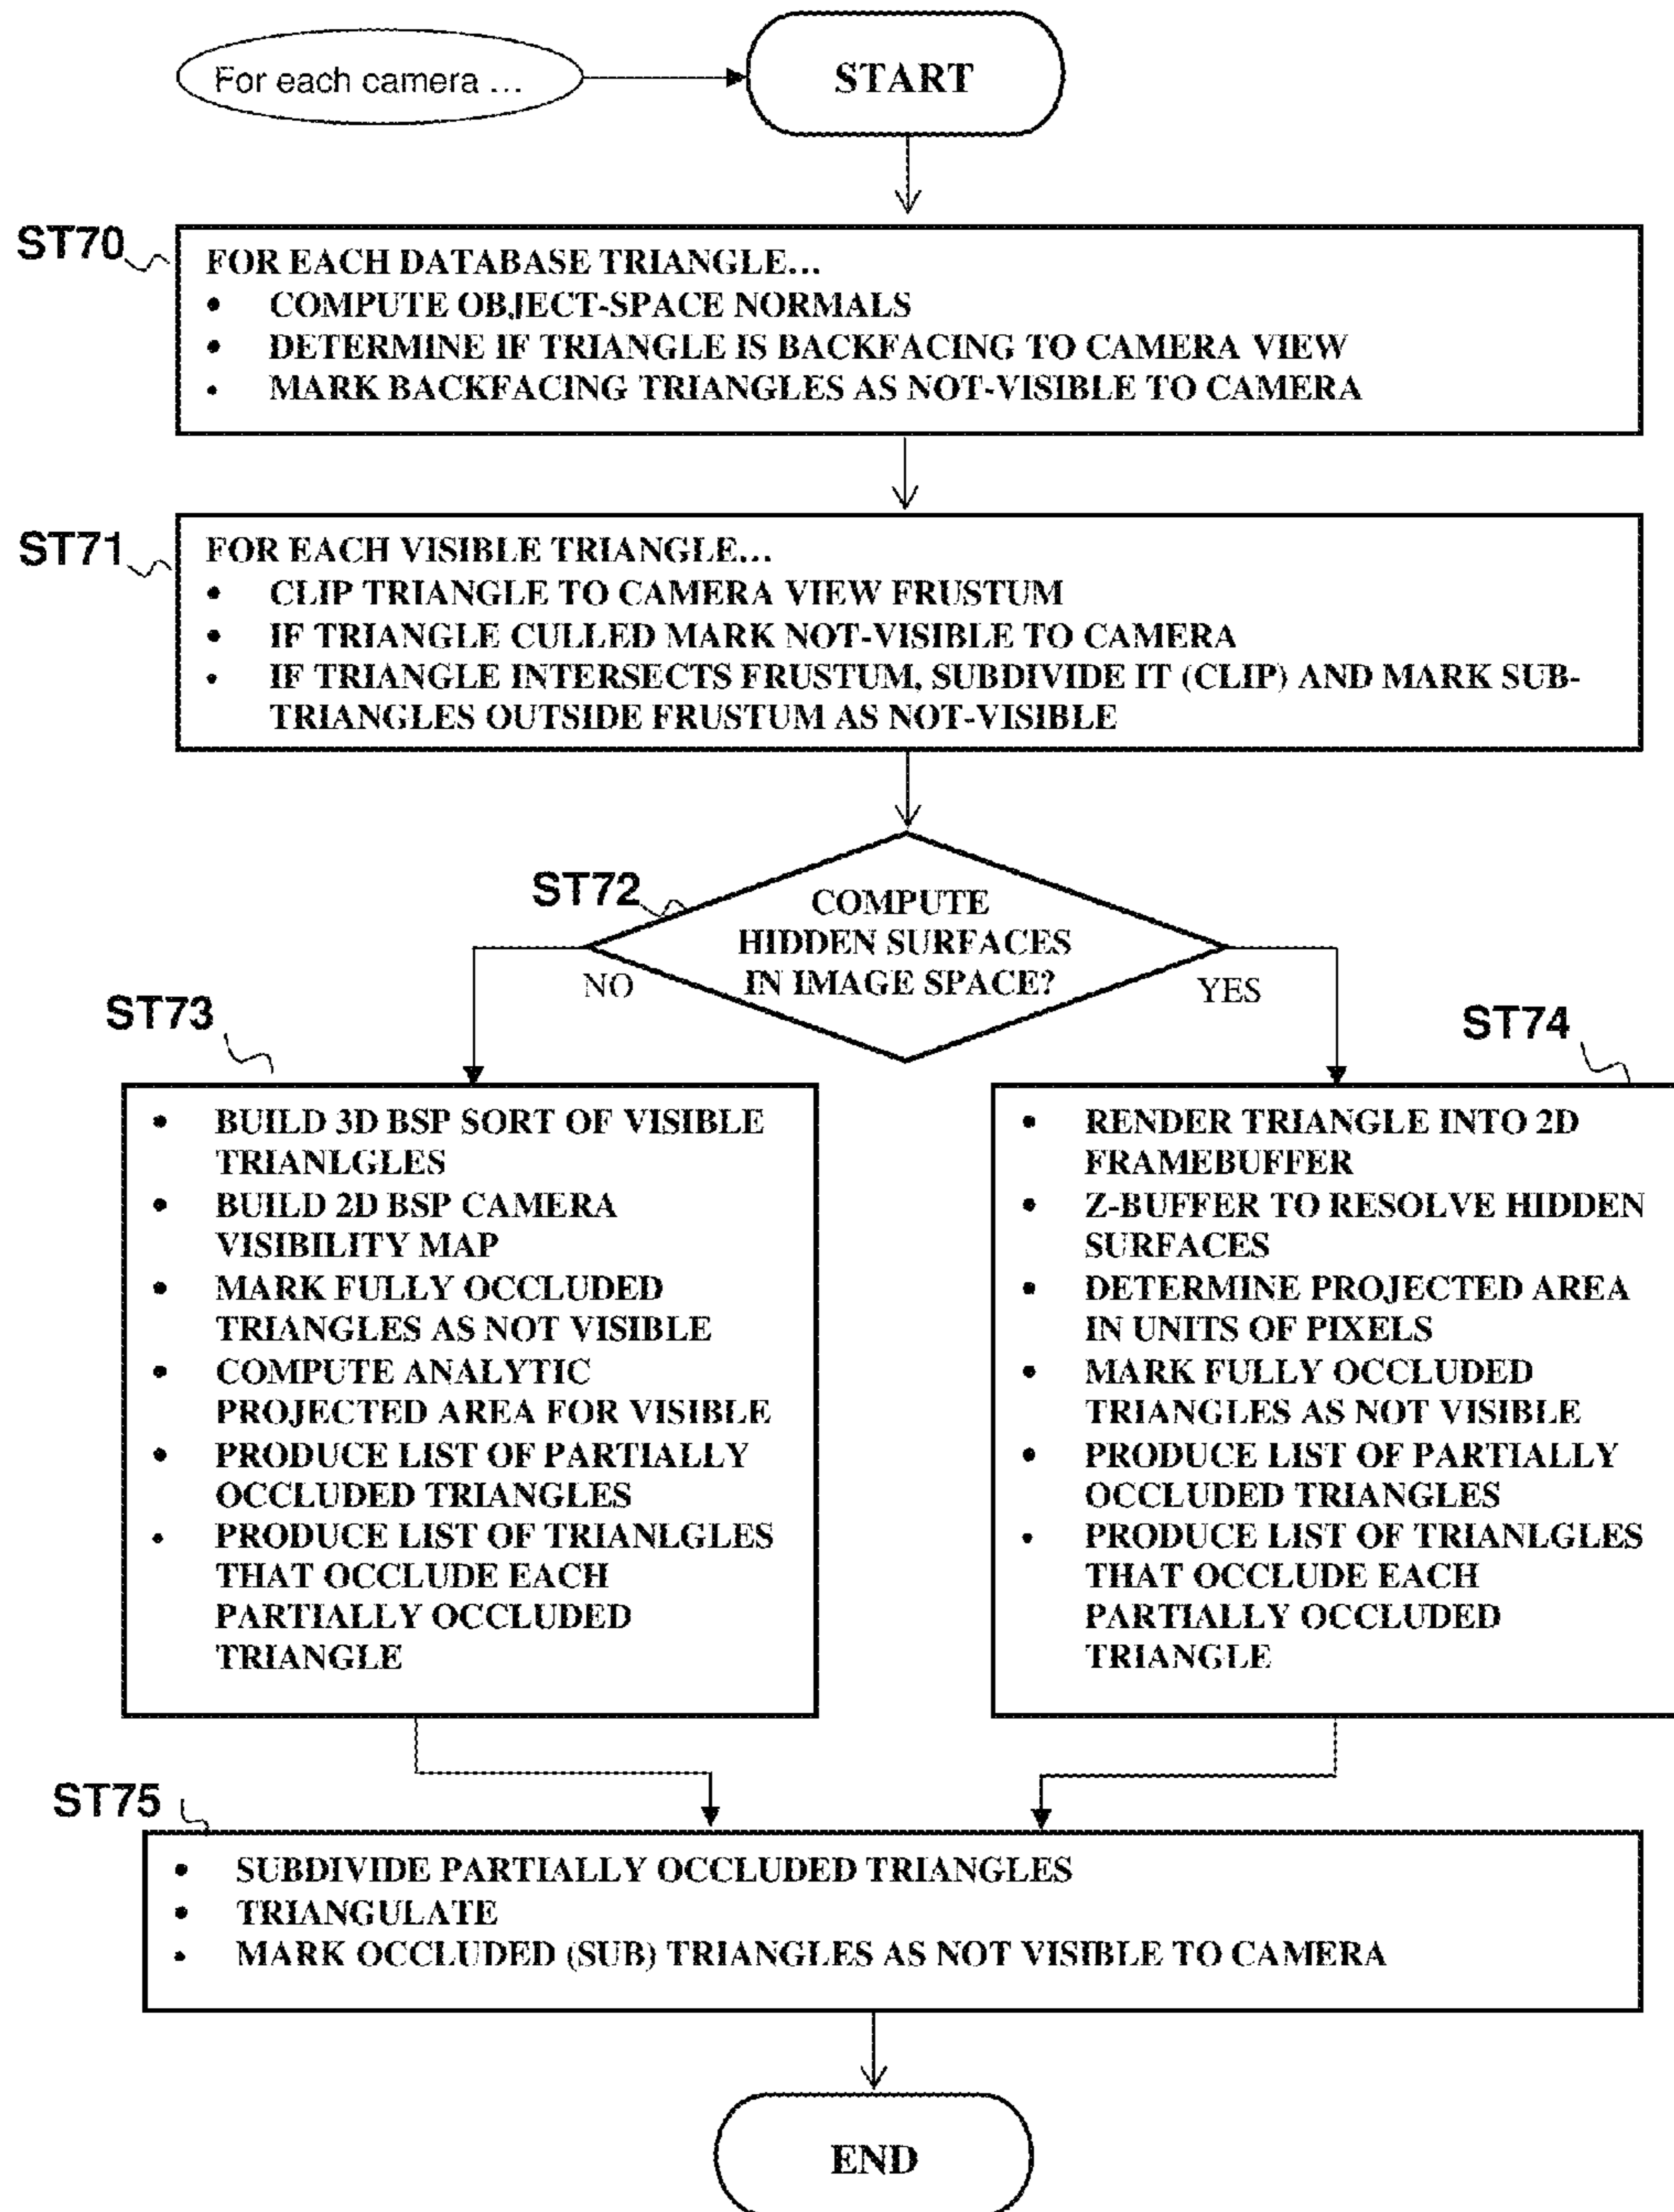 For each camera ...
START
ST70
FOR EACH DATABASE TRIANGLE...
• COMPUTE OBJECT-SPACE NORMALS
• DETERMINE IF TRIANGLE IS BACKFACING TO CAMERA VIEW
• MARK BACKFACING TRIANGLES AS NOT-VISIBLE TO CAMERA
ST71
FOR EACH VISIBLE TRIANGLE...
• CLIP TRIANGLE TO CAMERA VIEW FRUSTUM
• IF TRIANGLE CULLED MARK NOT-VISIBLE TO CAMERA
• IF TRIANGLE INTERSECTS FRUSTUM, SUBDIVIDE IT (CLIP) AND MARK SUB-
TRIANGLES OUTSIDE FRUSTUM AS NOT-VISIBLE
ST72
COMPUTE
HIDDEN SURFACES
IN IMAGE SPACE?
NO
YES
ST73
• BUILD 3D BSP SORT OF VISIBLE
TRIANLGLES
• BUILD 2D BSP CAMERA
VISIBILITY MAP
• MARK FULLY OCCLUDED
TRIANGLES AS NOT VISIBLE
• COMPUTE ANALYTIC
PROJECTED AREA FOR VISIBLE
• PRODUCE LIST OF PARTIALLY
OCCLUDED TRIANGLES
• PRODUCE LIST OF TRIANLGLES
THAT OCCLUDE EACH
PARTIALLY OCCLUDED
TRIANGLE
ST74
• RENDER TRIANGLE INTO 2D
FRAMEBUFFER
• Z-BUFFER TO RESOLVE HIDDEN
SURFACES
• DETERMINE PROJECTED AREA
IN UNITS OF PIXELS
• MARK FULLY OCCLUDED
TRIANGLES AS NOT VISIBLE
• PRODUCE LIST OF PARTIALLY
OCCLUDED TRIANGLES
• PRODUCE LIST OF TRIANLGLES
THAT OCCLUDE EACH
PARTIALLY OCCLUDED
TRIANGLE
ST75
• SUBDIVIDE PARTIALLY OCCLUDED TRIANGLES
• TRIANGULATE
• MARK OCCLUDED (SUB) TRIANGLES AS NOT VISIBLE TO CAMERA
END